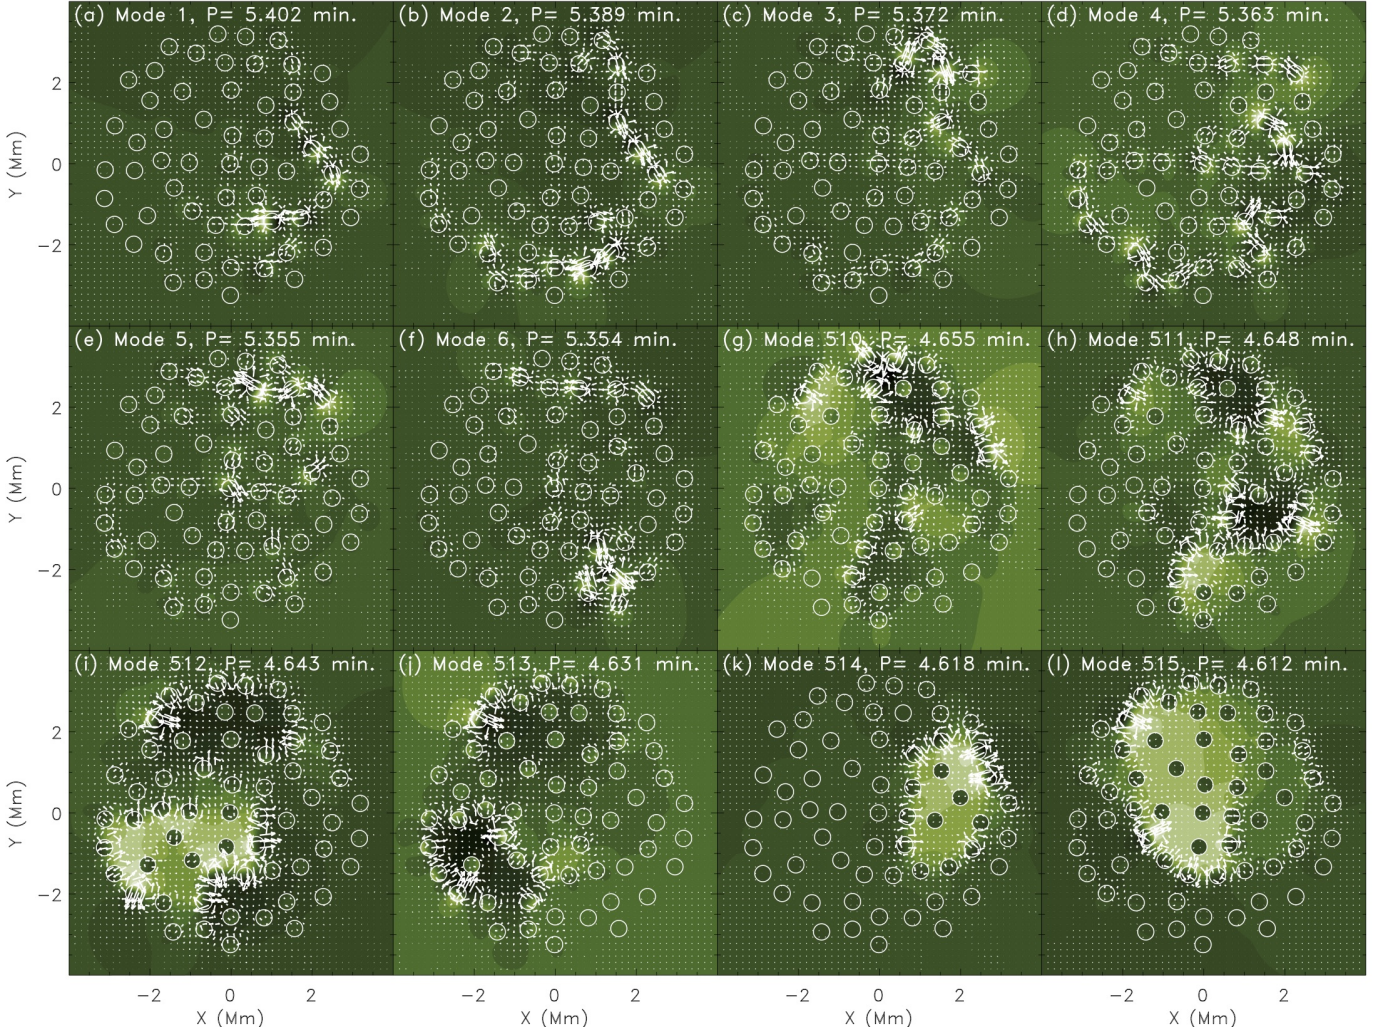 (a) Mode 1, P= 5.402 min.
(b) Mode 2, P= 5.389 min.
(c) Mode 3, P= 5.372 min.
(d) Mode 4, P= 5.363 min.
Y (Mm)
2
0
−2
(e) Mode 5, P= 5.355 min.
(f) Mode 6, P= 5.354 min.
(g) Mode 510, P= 4.655 min.
(h) Mode 511, P= 4.648 min.
Y (Mm)
2
0
−2
(i) Mode 512, P= 4.643 min.
(j) Mode 513, P= 4.631 min.
(k) Mode 514, P= 4.618 min.
(l) Mode 515, P= 4.612 min.
Y (Mm)
2
0
−2
−2 0 2
−2 0 2
−2 0 2
−2 0 2
X (Mm)
X (Mm)
X (Mm)
X (Mm)